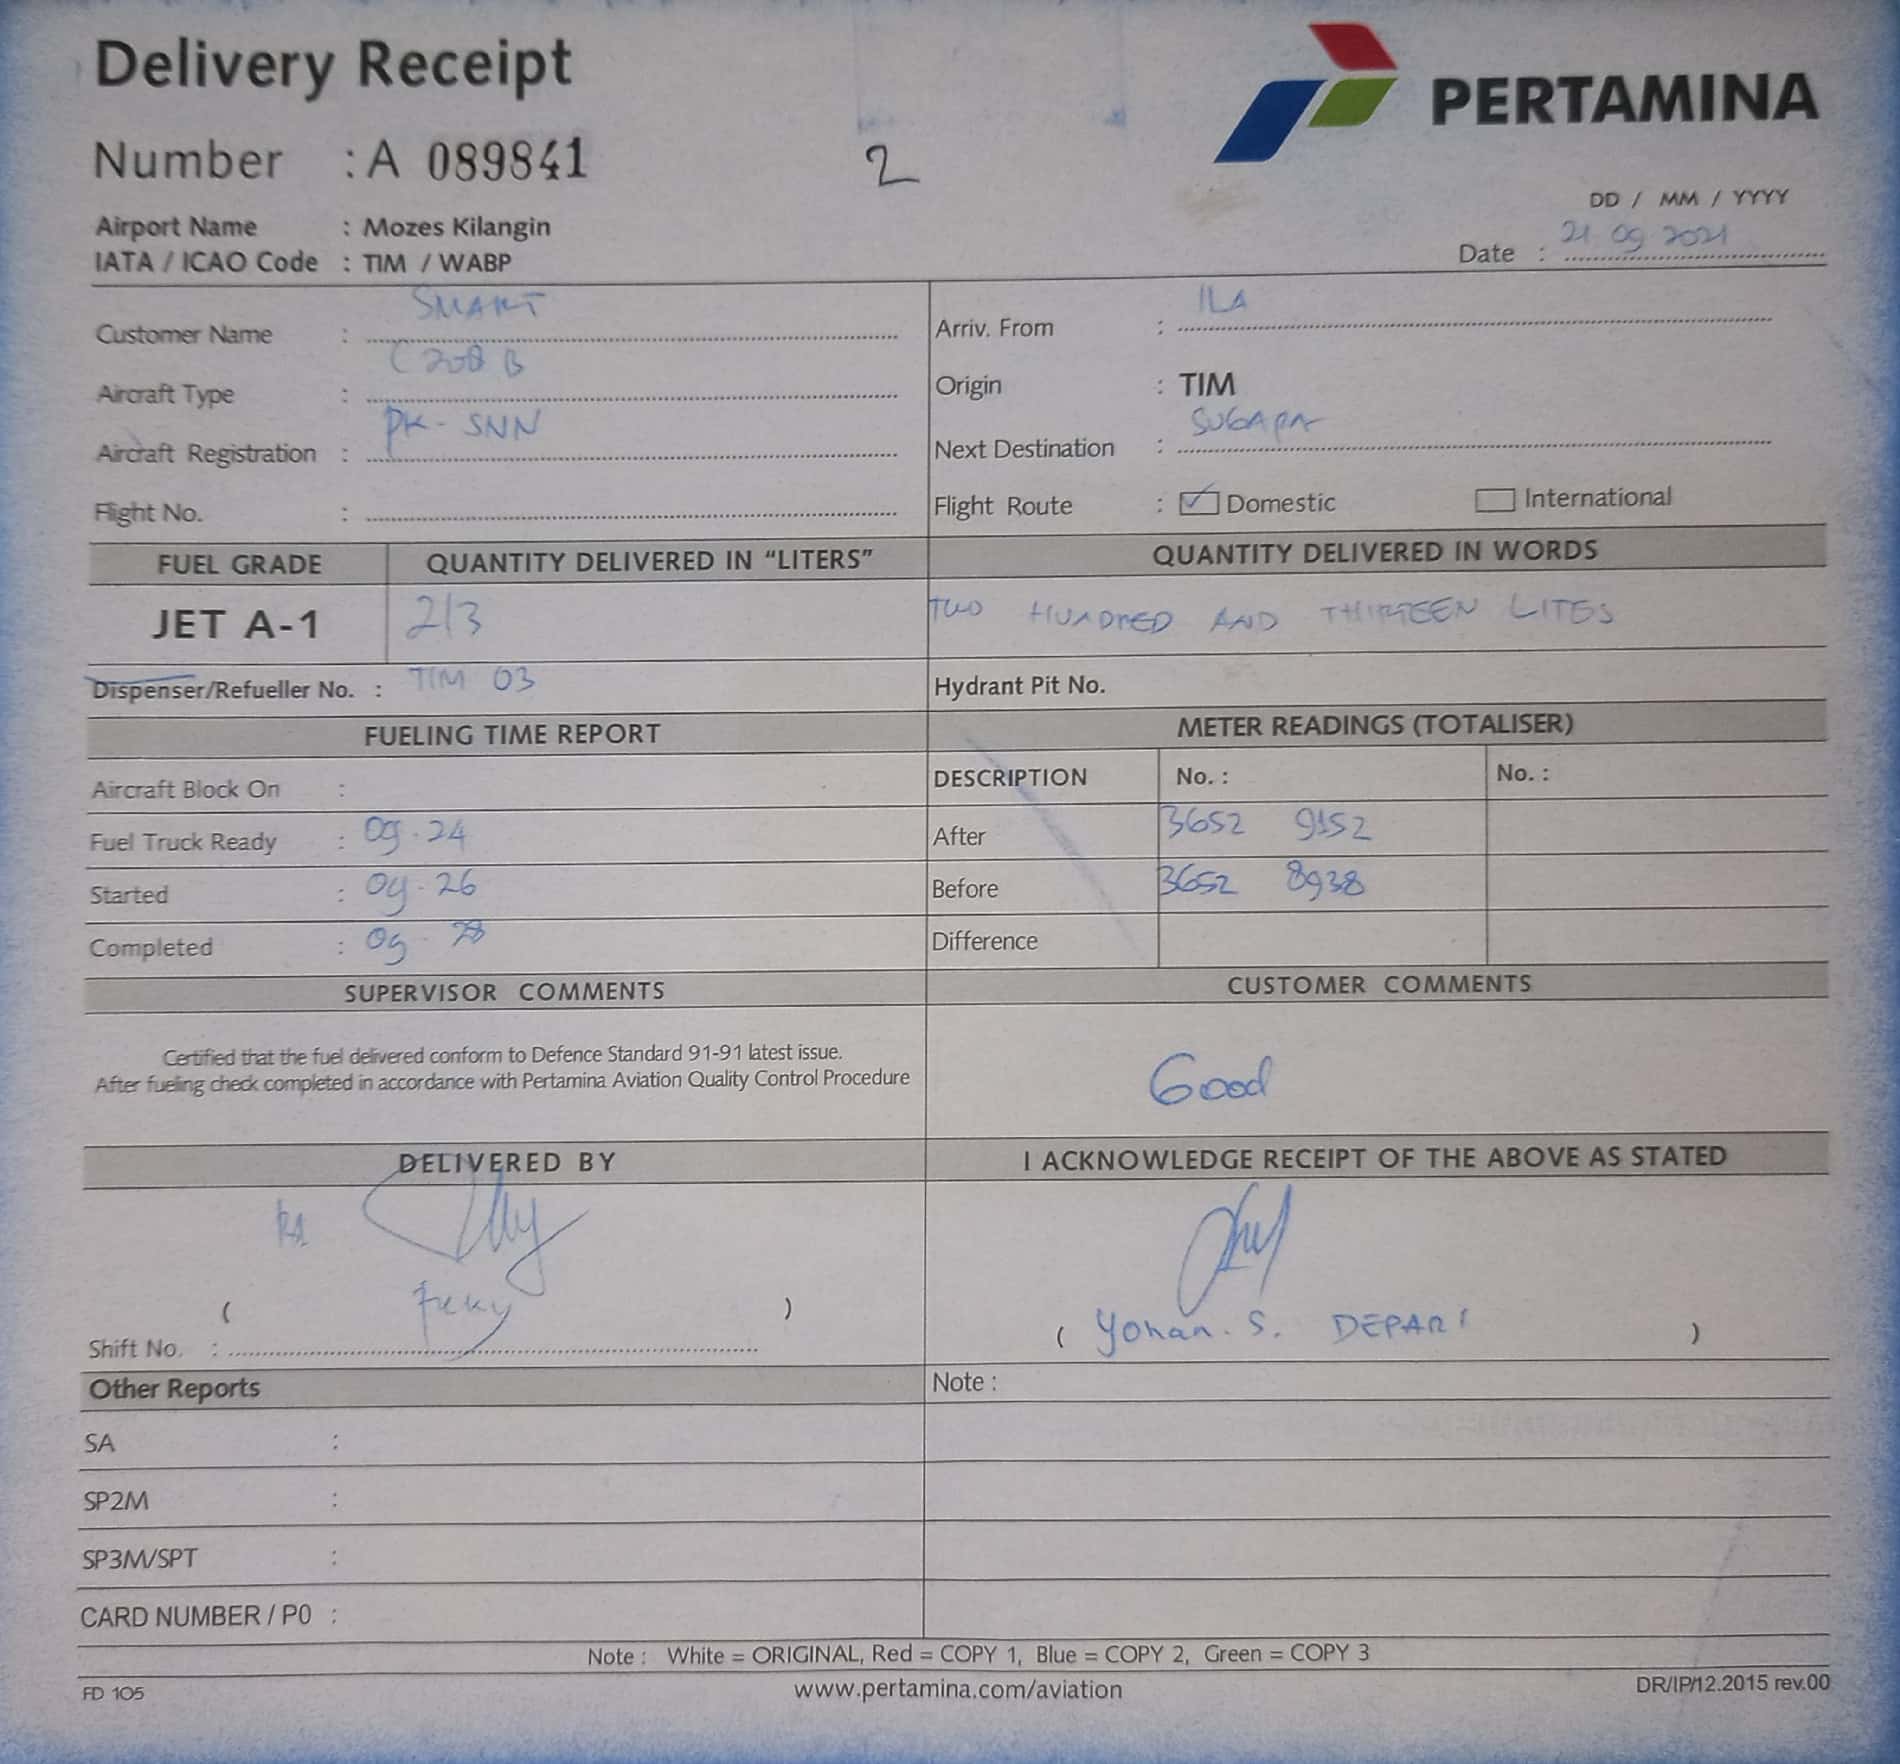 Delivery Receipt
PERTAMINA
Number : A 089841
2
DD / MM / YYYY
Airport Name : Mozes Kilangin
Date : 21 09 2021
IATA / ICAO Code : TIM / WABP
Customer Name : SMART
Arriv. From : ILA
Aircraft Type : C 208 B
Origin : TIM
Aircraft Registration : PK - SNN
Next Destination : SUGAPA
Flight No. :
Flight Route : Domestic International
FUEL GRADE QUANTITY DELIVERED IN “LITERS” QUANTITY DELIVERED IN WORDS
JET A-1 213 TWO HUNDRED AND THIRTEEN LITES
Dispenser/Refueller No. : TIM 03 Hydrant Pit No.
FUELING TIME REPORT METER READINGS (TOTALISER)
Aircraft Block On : DESCRIPTION No. : No. :
Fuel Truck Ready : 09 . 24 After 3652 9152
Started : 09 . 26 Before 3652 8938
Completed : 09 . 28 Difference
SUPERVISOR COMMENTS CUSTOMER COMMENTS
Certified that the fuel delivered conform to Defence Standard 91-91 latest issue.
After fueling check completed in accordance with Pertamina Aviation Quality Control Procedure
Good
DELIVERED BY I ACKNOWLEDGE RECEIPT OF THE ABOVE AS STATED
( )
( Yohan . S. DEPARI )
Shift No. :
Other Reports Note :
SA :
SP2M :
SP3M/SPT :
CARD NUMBER / P0 :
Note : White = ORIGINAL, Red = COPY 1, Blue = COPY 2, Green = COPY 3
FD 105 www.pertamina.com/aviation DR/IP/12.2015 rev.00